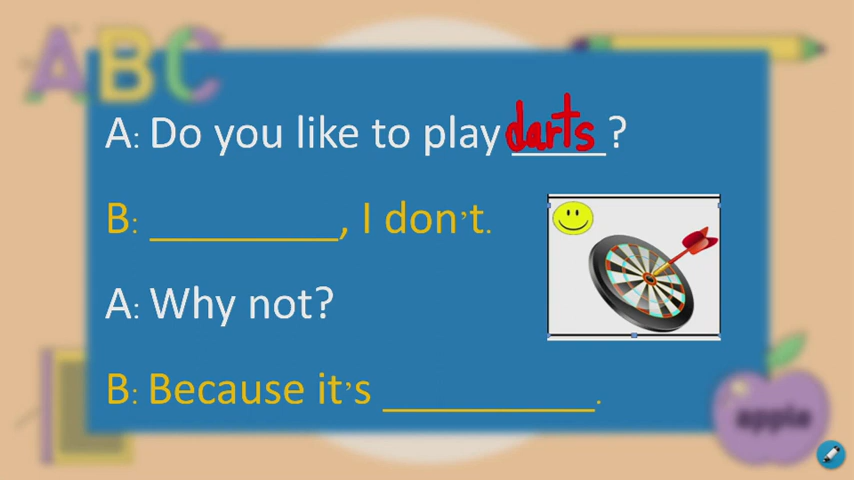 ABC
A: Do you like to play darts?
B: _________, I don't.
A: Why not?
B: Because it's __________.
apple